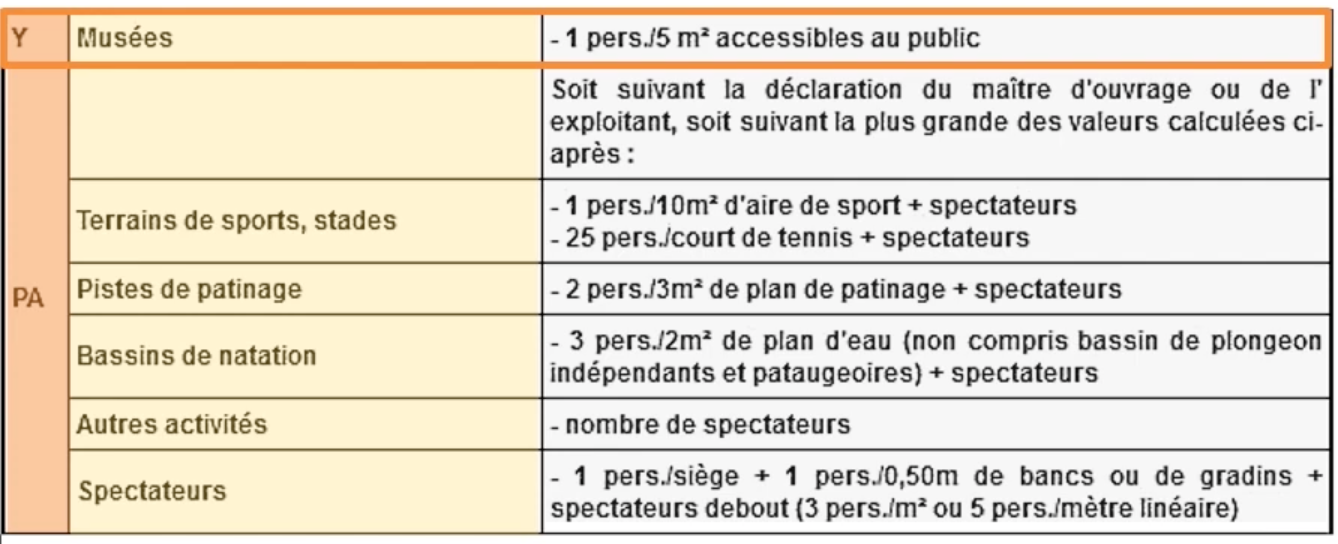 Y Musées - 1 pers./5 m² accessibles au public
Soit suivant la déclaration du maître d'ouvrage ou de l'
exploitant, soit suivant la plus grande des valeurs calculées ci-
après :
Terrains de sports, stades
- 1 pers./10m² d'aire de sport + spectateurs
- 25 pers./court de tennis + spectateurs
PA
Pistes de patinage - 2 pers./3m² de plan de patinage + spectateurs
Bassins de natation
- 3 pers./2m² de plan d'eau (non compris bassin de plongeon
indépendants et pataugeoires) + spectateurs
Autres activités - nombre de spectateurs
Spectateurs
- 1 pers./siège + 1 pers./0,50m de bancs ou de gradins +
spectateurs debout (3 pers./m² ou 5 pers./mètre linéaire)